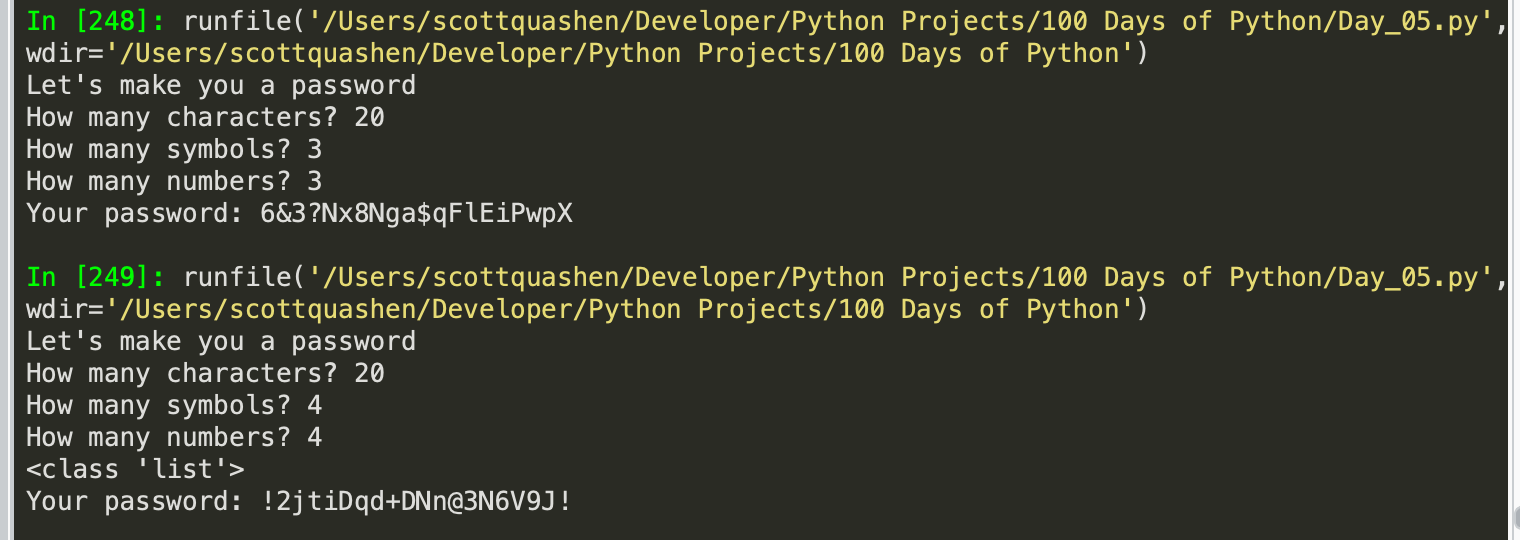 In [248]: runfile('/Users/scottquashen/Developer/Python Projects/100 Days of Python/Day_05.py',
wdir='/Users/scottquashen/Developer/Python Projects/100 Days of Python')
Let's make you a password
How many characters? 20
How many symbols? 3
How many numbers? 3
Your password: 6&3?Nx8Nga$qFlEiPwpX
In [249]: runfile('/Users/scottquashen/Developer/Python Projects/100 Days of Python/Day_05.py',
wdir='/Users/scottquashen/Developer/Python Projects/100 Days of Python')
Let's make you a password
How many characters? 20
How many symbols? 4
How many numbers? 4
<class 'list'>
Your password: !2jtiDqd+DNn@3N6V9J!